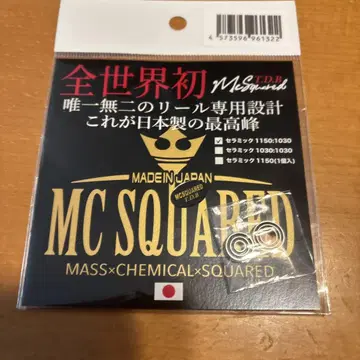 4 573596 961322
全世界初
McSquared T.D.B
唯一無二のリール専用設計
これが日本製の最高峰
セラミック 1150:1030
セラミック 1030:1030
セラミック 1150(1個入)
MADE IN JAPAN
MCSQUARED
T.D.B
MC SQUARED
MASS×CHEMICAL×SQUARED